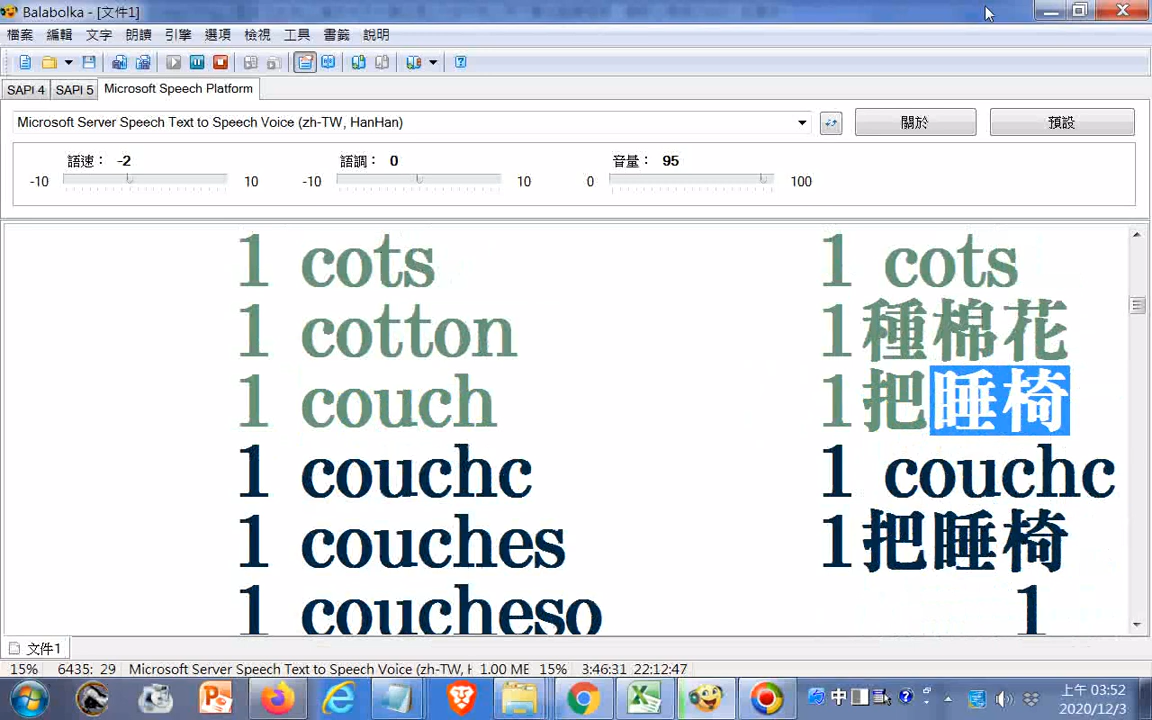 Balabolka - [文件1]
檔案 編輯 文字 朗讀 引擎 選項 檢視 工具 書籤 說明
SAPI 4 SAPI 5 Microsoft Speech Platform
Microsoft Server Speech Text to Speech Voice (zh-TW, HanHan) 關於 預設
語速： -2 語調： 0 音量： 95
-10 10 -10 10 0 100
1 cots 1 cots
1 cotton 1種棉花
1 couch 1把睡椅
1 couchc 1 couchc
1 couches 1把睡椅
1 coucheso 1
文件1
15% 6435: 29 Microsoft Server Speech Text to Speech Voice (zh-TW, H 1.00 ME 15% 3:46:31 22:12:47
中 上午 03:52
2020/12/3